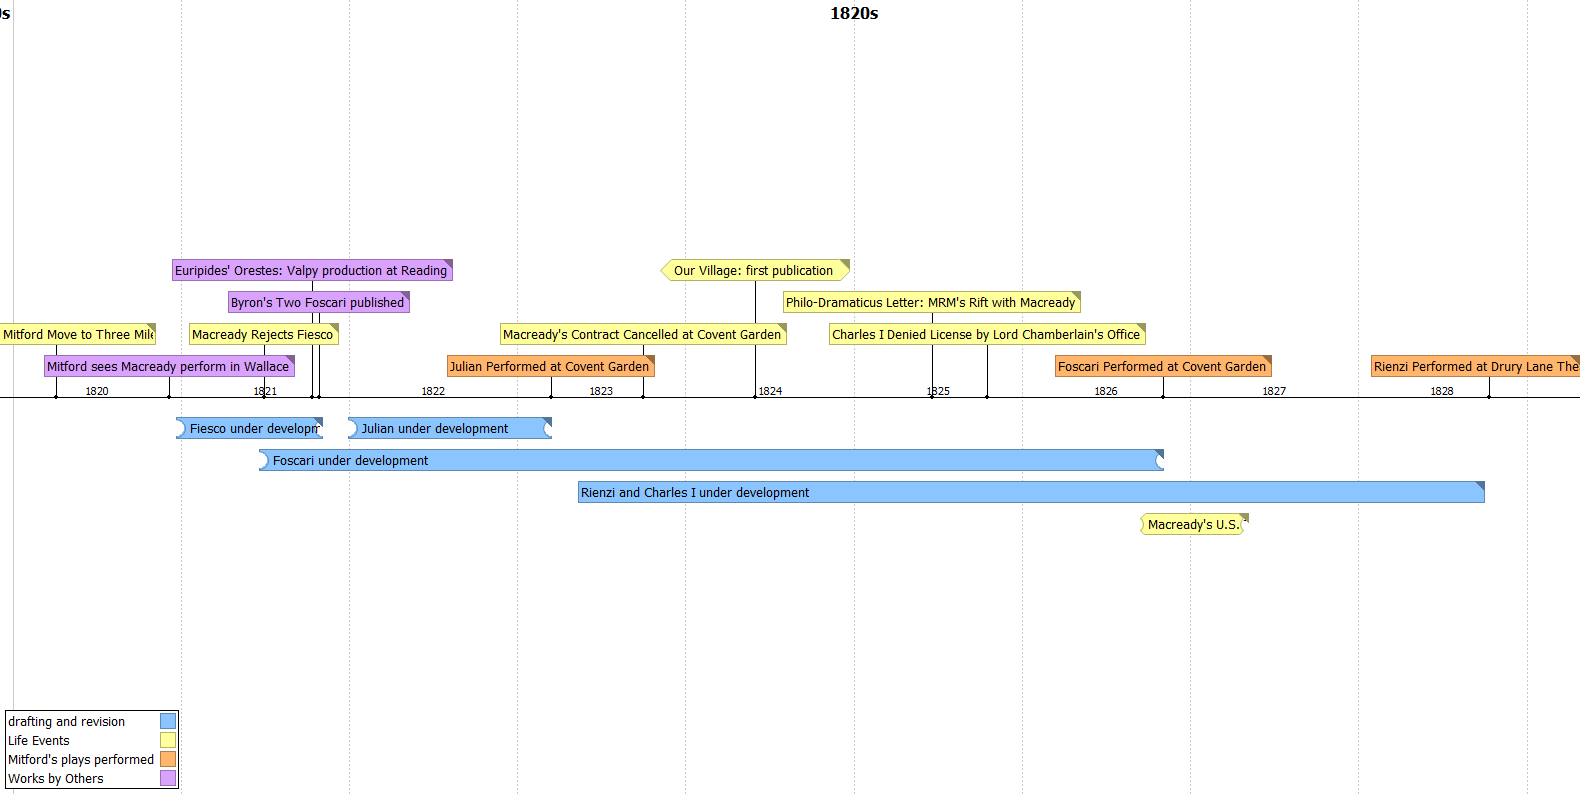 1820s
Euripides' Orestes: Valpy production at Reading
Our Village: first publication
Byron's Two Foscari published
Philo-Dramaticus Letter: MRM's Rift with Macready
Mitford Move to Three Mile
Macready Rejects Fiesco
Macready's Contract Cancelled at Covent Garden
Charles I Denied License by Lord Chamberlain's Office
Mitford sees Macready perform in Wallace
Julian Performed at Covent Garden
Foscari Performed at Covent Garden
Rienzi Performed at Drury Lane The
1820 1821 1822 1823 1824 1825 1826 1827 1828
Fiesco under developm
Julian under development
Foscari under development
Rienzi and Charles I under development
Macready's U.S.
drafting and revision
Life Events
Mitford's plays performed
Works by Others